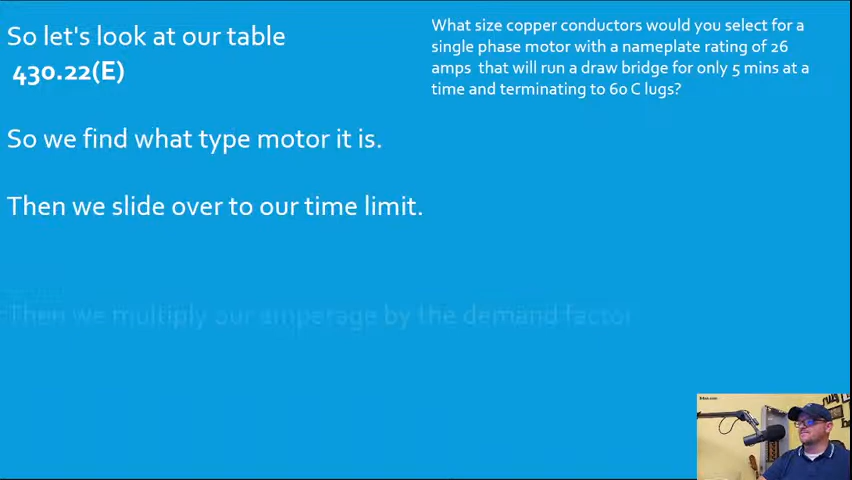 So let's look at our table
430.22(E)
So we find what type motor it is.
Then we slide over to our time limit.
Then we multiply our amperage by the demand factor
What size copper conductors would you select for a
single phase motor with a nameplate rating of 26
amps that will run a draw bridge for only 5 mins at a
time and terminating to 60 C lugs?